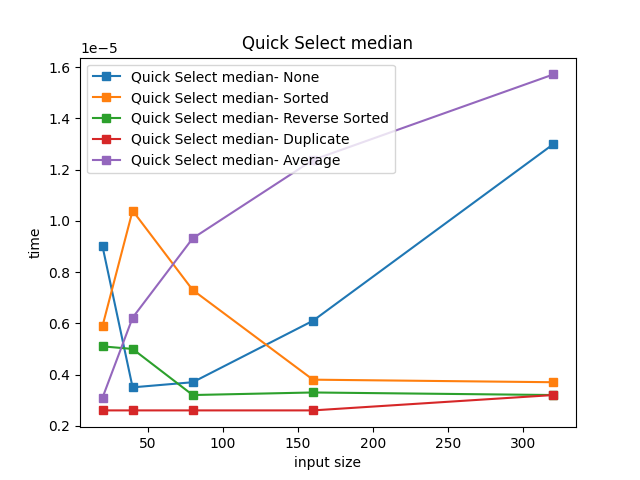 Quick Select median
1e−5
1.6
1.4
1.2
1.0
0.8
0.6
0.4
0.2
time
Quick Select median- None
Quick Select median- Sorted
Quick Select median- Reverse Sorted
Quick Select median- Duplicate
Quick Select median- Average
50 100 150 200 250 300
input size